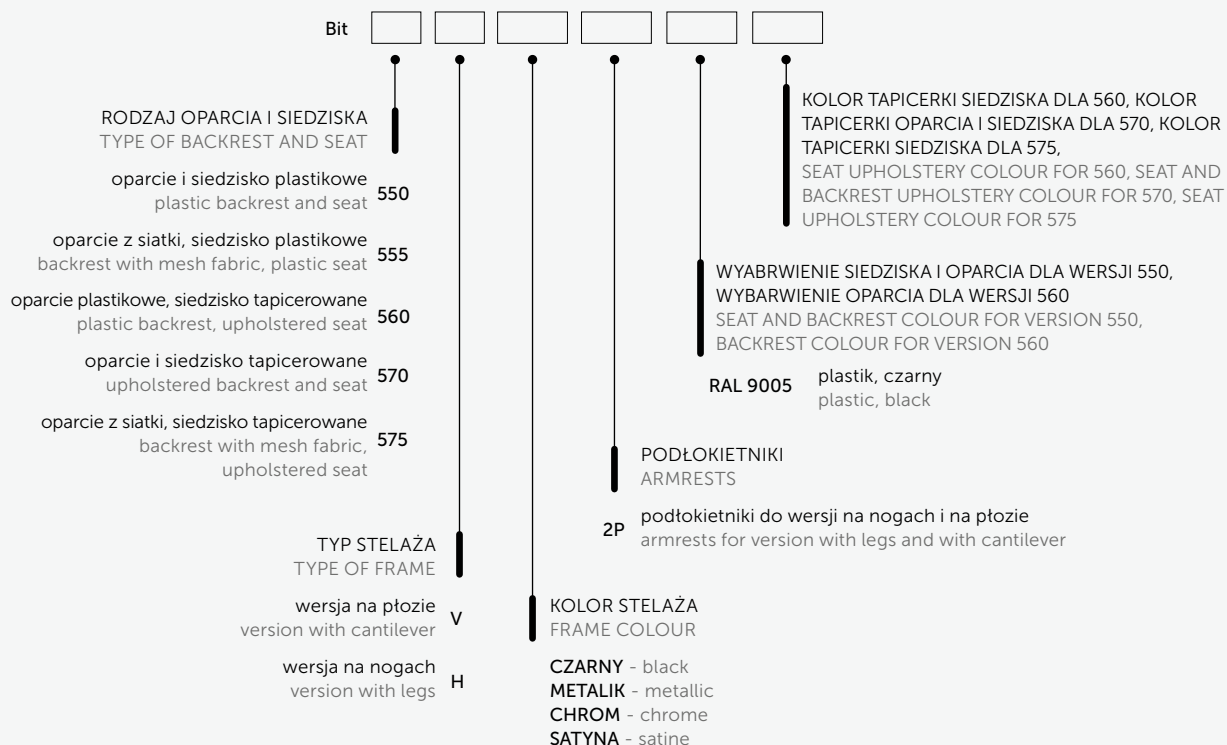 Bit
RODZAJ OPARCIA I SIEDZISKA
TYPE OF BACKREST AND SEAT
oparcie i siedzisko plastikowe
plastic backrest and seat
550
oparcie z siatki, siedzisko plastikowe
backrest with mesh fabric, plastic seat
555
oparcie plastikowe, siedzisko tapicerowane
plastic backrest, upholstered seat
560
oparcie i siedzisko tapicerowane
upholstered backrest and seat
570
oparcie z siatki, siedzisko tapicerowane
backrest with mesh fabric,
upholstered seat
575
TYP STELAŻA
TYPE OF FRAME
wersja na płozie
version with cantilever
V
wersja na nogach
version with legs
H
KOLOR STELAŻA
FRAME COLOUR
CZARNY - black
METALIK - metallic
CHROM - chrome
SATYNA - satine
PODŁOKIETNIKI
ARMRESTS
2P
podłokietniki do wersji na nogach i na płozie
armrests for version with legs and with cantilever
WYABRWIENIE SIEDZISKA I OPARCIA DLA WERSJI 550,
WYBARWIENIE OPARCIA DLA WERSJI 560
SEAT AND BACKREST COLOUR FOR VERSION 550,
BACKREST COLOUR FOR VERSION 560
RAL 9005
plastik, czarny
plastic, black
KOLOR TAPICERKI SIEDZISKA DLA 560, KOLOR
TAPICERKI OPARCIA I SIEDZISKA DLA 570, KOLOR
TAPICERKI SIEDZISKA DLA 575,
SEAT UPHOLSTERY COLOUR FOR 560, SEAT AND
BACKREST UPHOLSTERY COLOUR FOR 570, SEAT
UPHOLSTERY COLOUR FOR 575